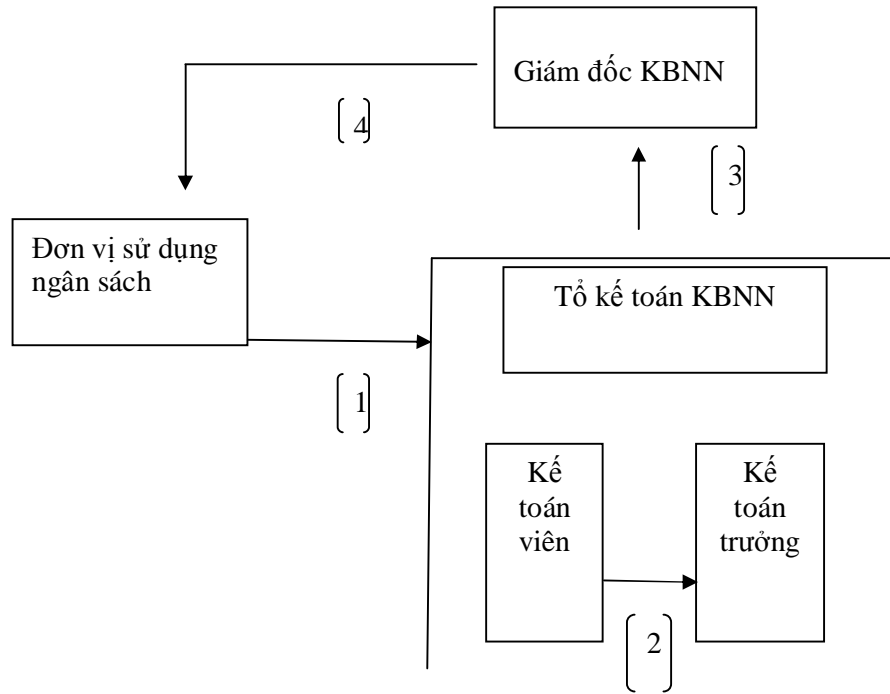 Giám đốc KBNN
[4]
[3]
Đơn vị sử dụng
ngân sách
Tổ kế toán KBNN
[1]
Kế
toán
viên
Kế
toán
trưởng
[2]